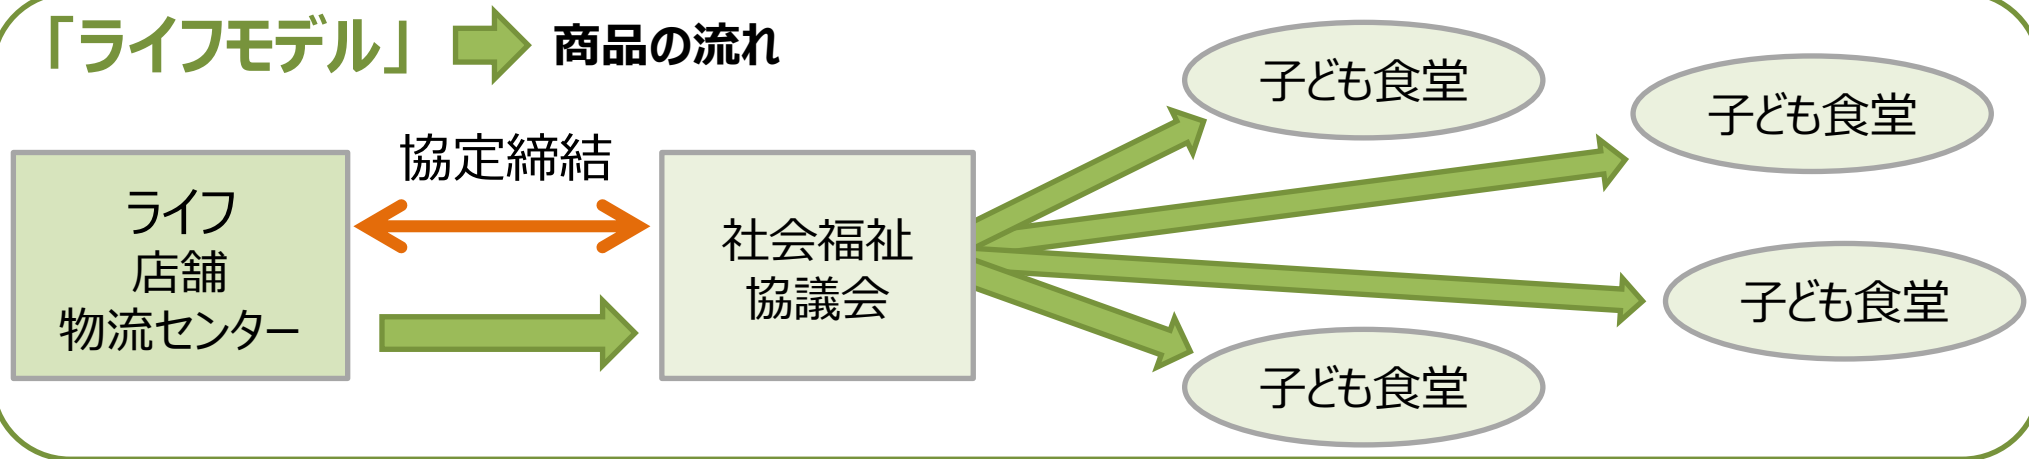 「ライフモデル」 商品の流れ
協定締結
ライフ
店舗
物流センター
社会福祉
協議会
子ども食堂
子ども食堂
子ども食堂
子ども食堂